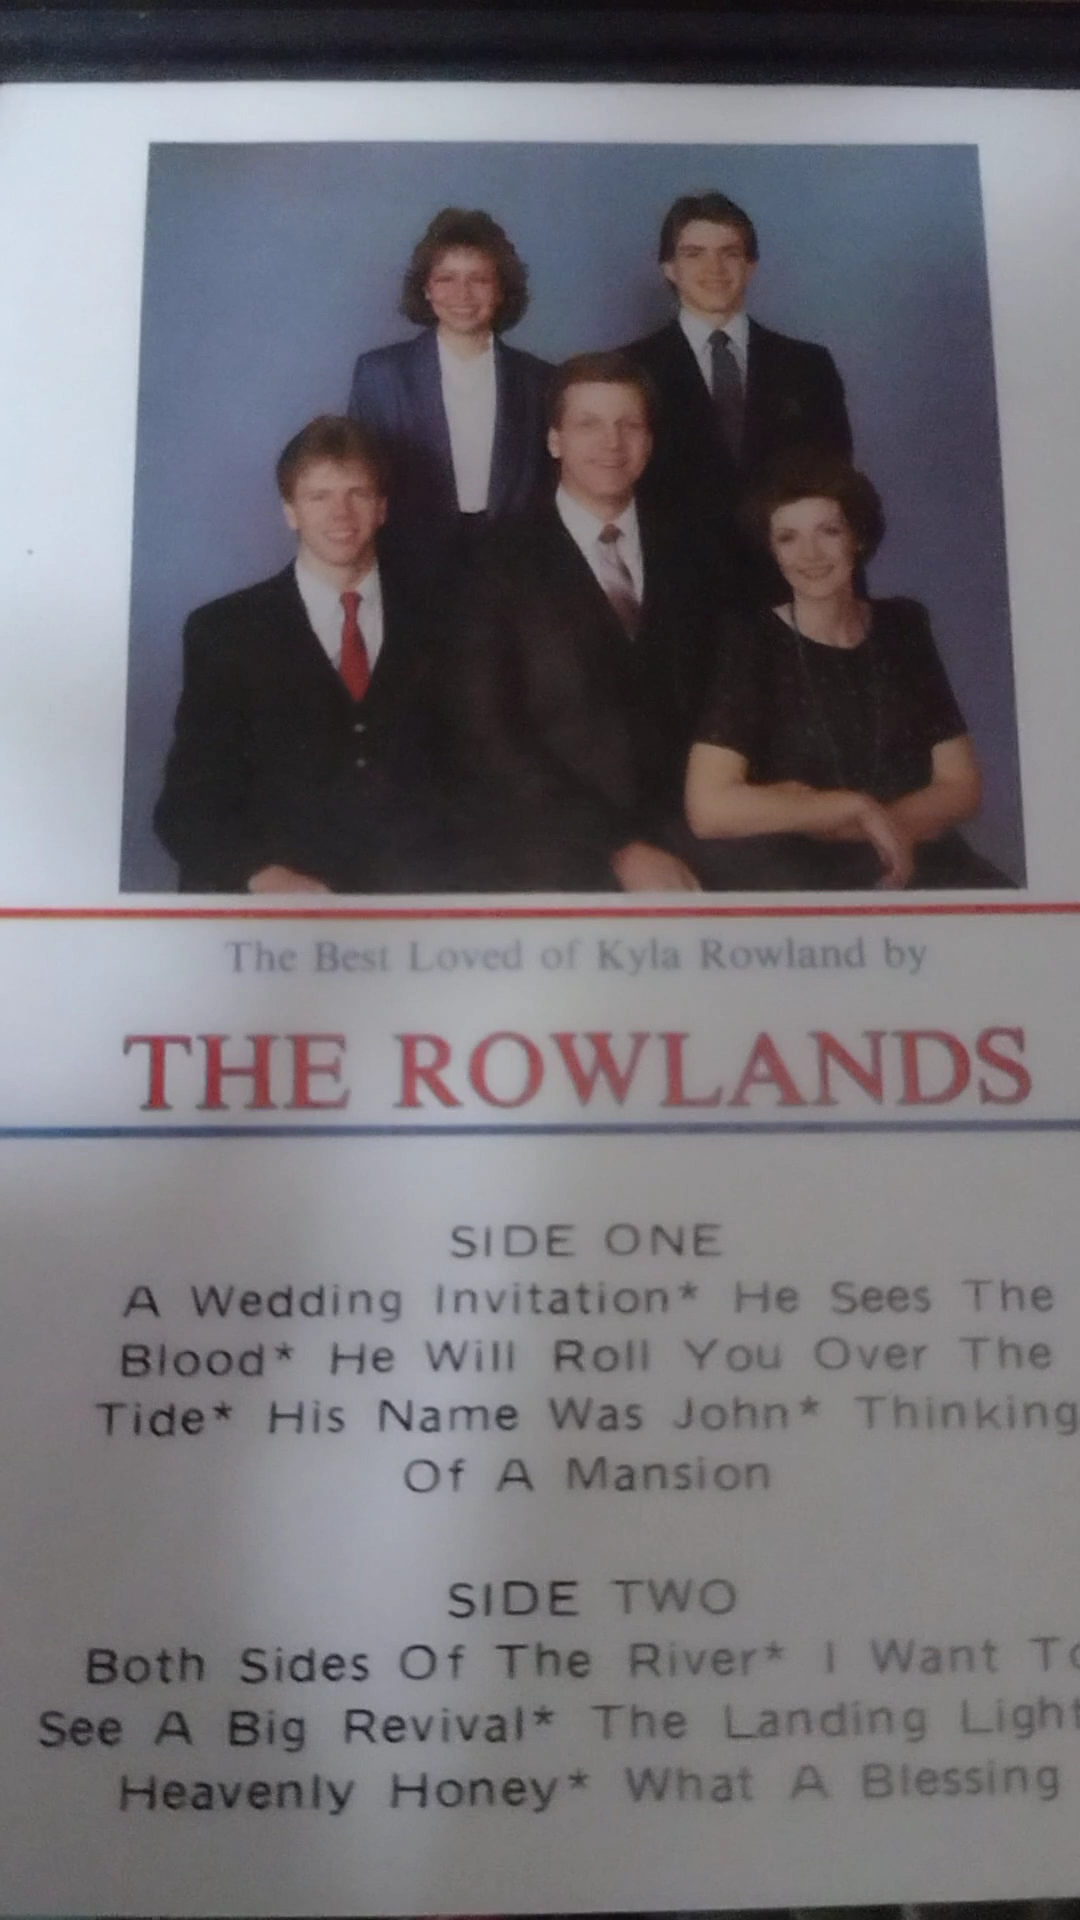 The Best Loved of Kyla Rowland by
THE ROWLANDS
SIDE ONE
A Wedding Invitation* He Sees The
Blood* He Will Roll You Over The
Tide* His Name Was John* Thinking
Of A Mansion
SIDE TWO
Both Sides Of The River* I Want To
See A Big Revival* The Landing Light
Heavenly Honey* What A Blessing